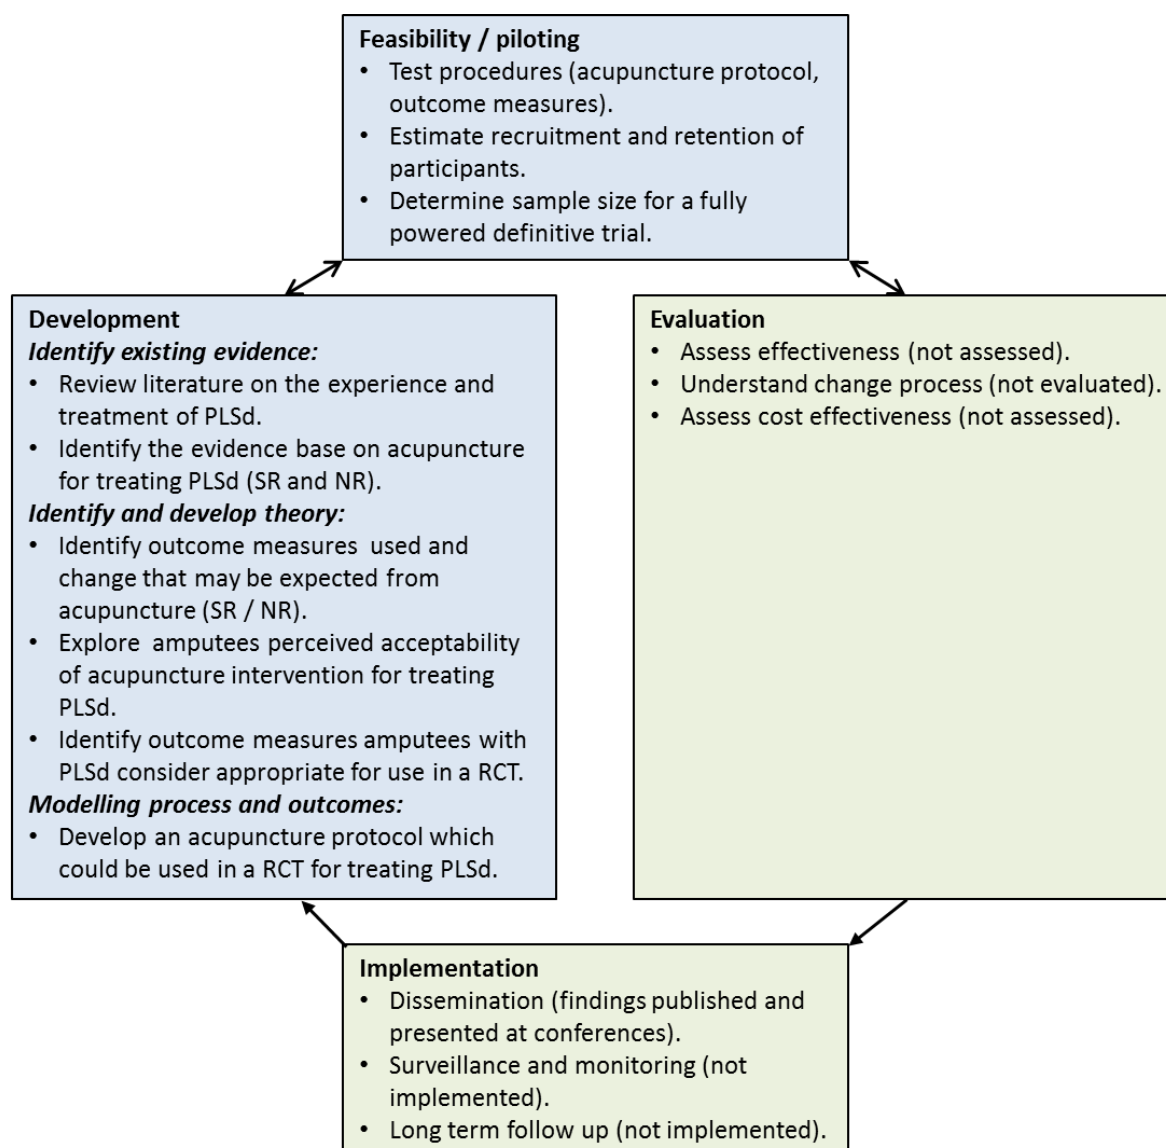 Feasibility / piloting
• Test procedures (acupuncture protocol,
outcome measures).
• Estimate recruitment and retention of
participants.
• Determine sample size for a fully
powered definitive trial.
Development
Identify existing evidence:
• Review literature on the experience and
treatment of PLSd.
• Identify the evidence base on acupuncture
for treating PLSd (SR and NR).
Identify and develop theory:
• Identify outcome measures used and
change that may be expected from
acupuncture (SR / NR).
• Explore amputees perceived acceptability
of acupuncture intervention for treating
PLSd.
• Identify outcome measures amputees with
PLSd consider appropriate for use in a RCT.
Modelling process and outcomes:
• Develop an acupuncture protocol which
could be used in a RCT for treating PLSd.
Evaluation
• Assess effectiveness (not assessed).
• Understand change process (not evaluated).
• Assess cost effectiveness (not assessed).
Implementation
• Dissemination (findings published and
presented at conferences).
• Surveillance and monitoring (not
implemented).
• Long term follow up (not implemented).